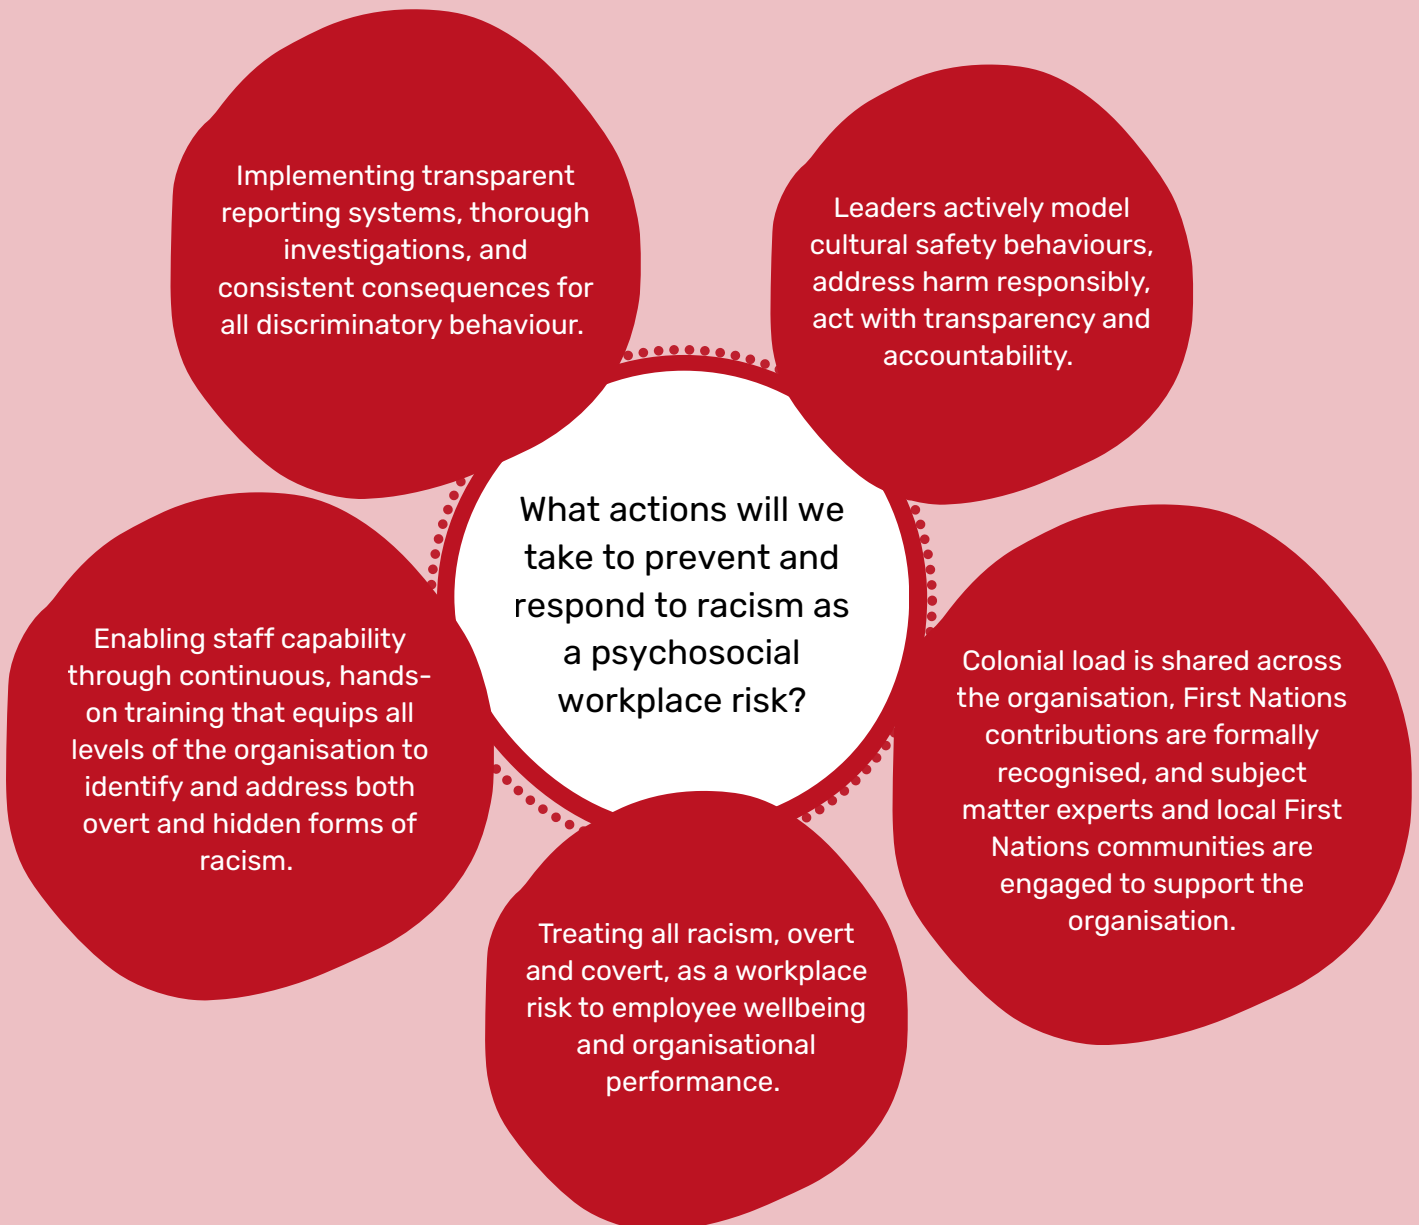 Implementing transparent
reporting systems, thorough
investigations, and
consistent consequences for
all discriminatory behaviour.
Leaders actively model
cultural safety behaviours,
address harm responsibly,
act with transparency and
accountability.
What actions will we
take to prevent and
respond to racism as
a psychosocial
workplace risk?
Enabling staff capability
through continuous, hands-
on training that equips all
levels of the organisation to
identify and address both
overt and hidden forms of
racism.
Colonial load is shared across
the organisation, First Nations
contributions are formally
recognised, and subject
matter experts and local First
Nations communities are
engaged to support the
organisation.
Treating all racism, overt
and covert, as a workplace
risk to employee wellbeing
and organisational
performance.